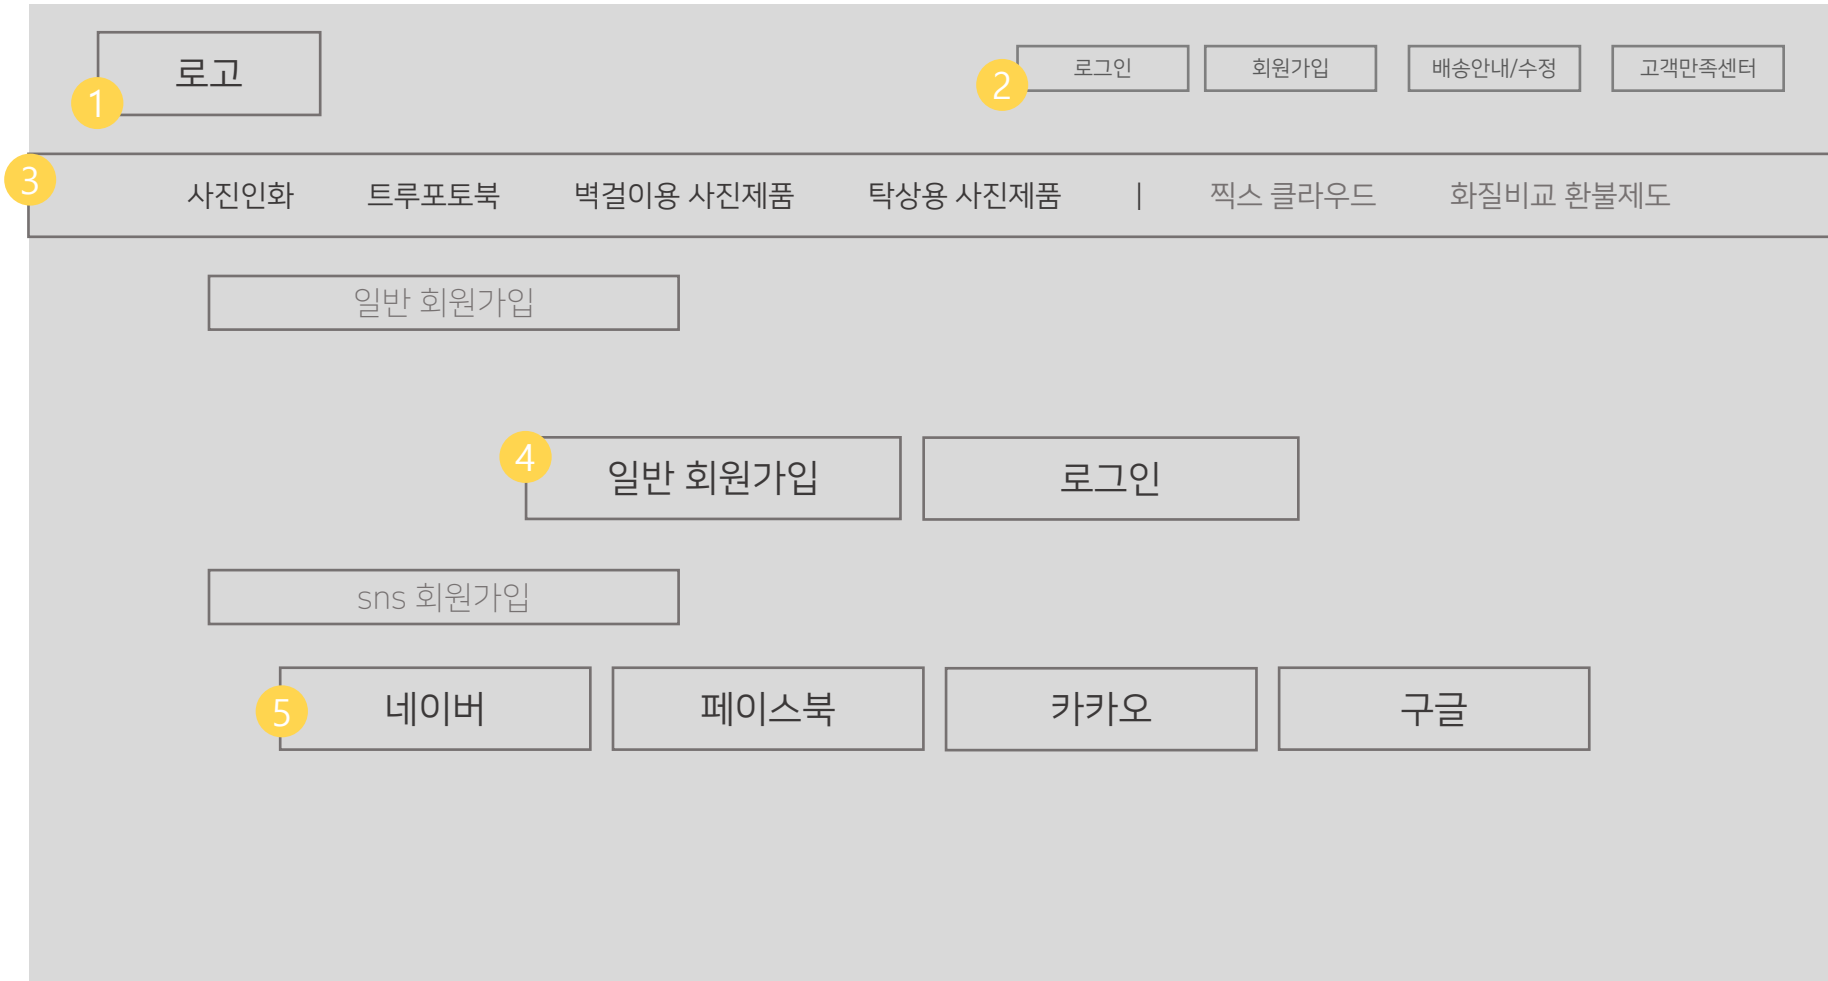 로고
1
2
로그인
회원가입
배송안내/수정
고객만족센터
3
사진인화 트루포토북 벽걸이용 사진제품 탁상용 사진제품 | 찍스 클라우드 화질비교 환불제도
일반 회원가입
4
일반 회원가입
로그인
sns 회원가입
5
네이버
페이스북
카카오
구글